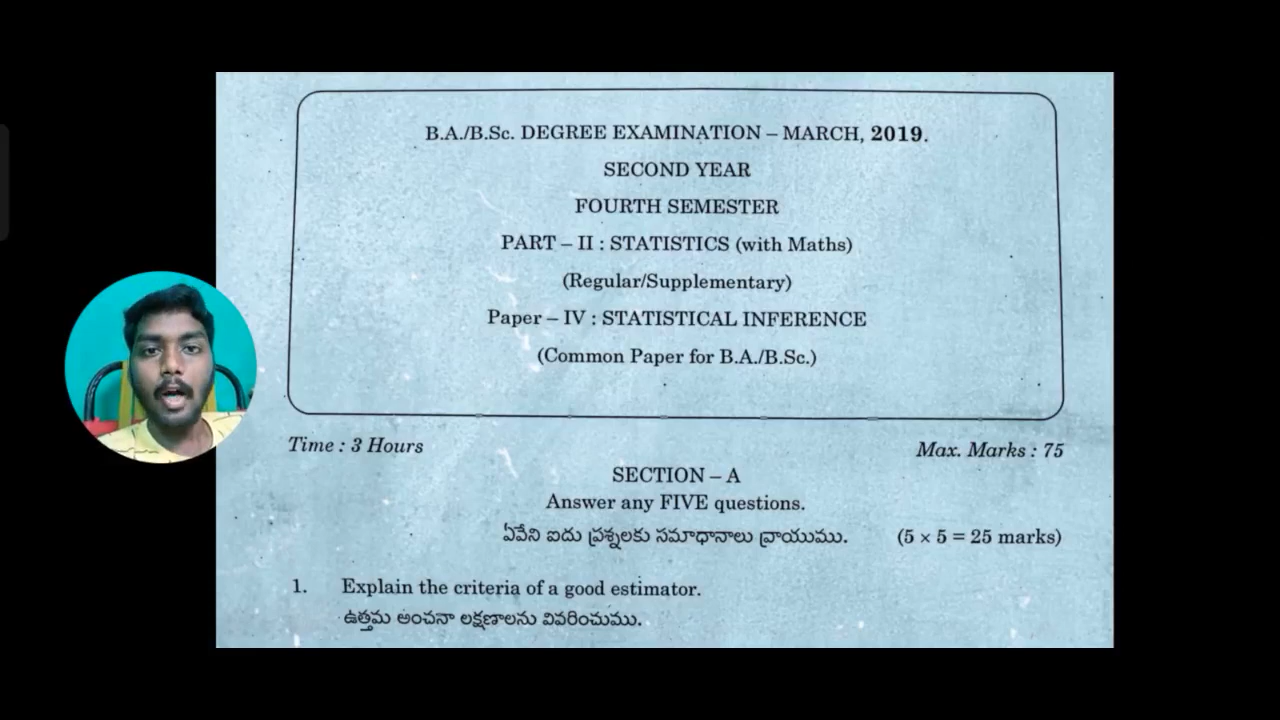 B.A./B.Sc. DEGREE EXAMINATION – MARCH, 2019.
SECOND YEAR
FOURTH SEMESTER
PART – II : STATISTICS (with Maths)
(Regular/Supplementary)
Paper – IV : STATISTICAL INFERENCE
(Common Paper for B.A./B.Sc.)
Time : 3 Hours Max. Marks : 75
SECTION – A
Answer any FIVE questions.
ఏవేని ఐదు ప్రశ్నలకు సమాధానాలు వ్రాయుము. (5 × 5 = 25 marks)
1. Explain the criteria of a good estimator.
ఉత్తమ అంచనా లక్షణాలను వివరించుము.